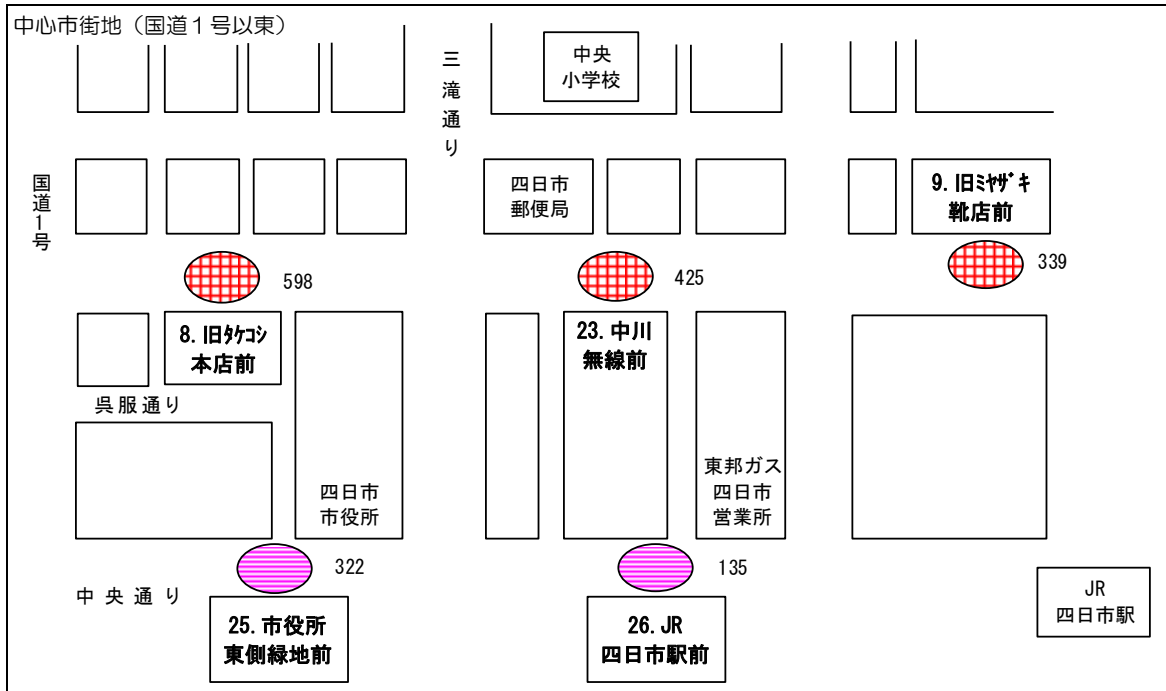 中心市街地（国道１号以東）
三滝通り
中央
小学校
国道1号
四日市
郵便局
9. 旧ﾐﾔｻﾞｷ
靴店前
598
425
339
8. 旧ﾀｹｺｼ
本店前
23. 中川
無線前
呉服通り
四日市
市役所
東邦ガス
四日市
営業所
322
135
中央通り
25. 市役所
東側緑地前
26. JR
四日市駅前
JR
四日市駅